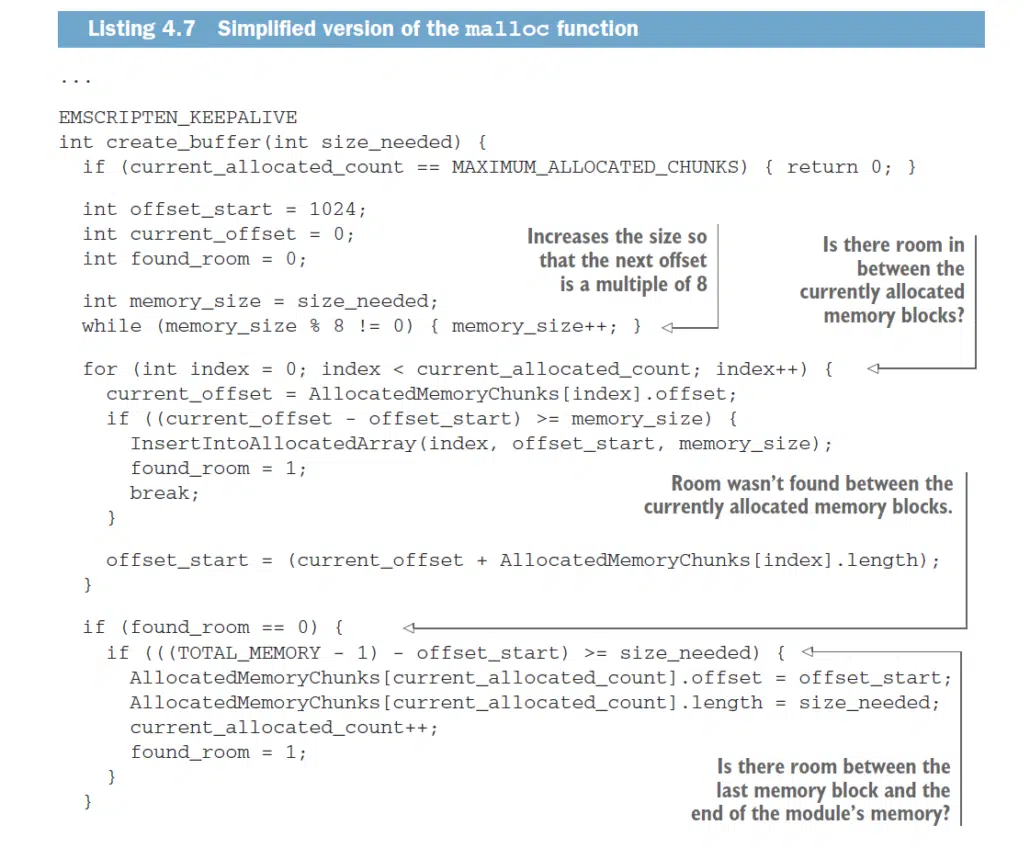 Listing 4.7 Simplified version of the malloc function
...
EMSCRIPTEN_KEEPALIVE
int create_buffer(int size_needed) {
if (current_allocated_count == MAXIMUM_ALLOCATED_CHUNKS) { return 0; }
int offset_start = 1024;
int current_offset = 0;
int found_room = 0;
Increases the size so
that the next offset
is a multiple of 8
Is there room in
between the
currently allocated
memory blocks?
int memory_size = size_needed;
while (memory_size % 8 != 0) { memory_size++; }
for (int index = 0; index < current_allocated_count; index++) {
current_offset = AllocatedMemoryChunks[index].offset;
if ((current_offset - offset_start) >= memory_size) {
InsertIntoAllocatedArray(index, offset_start, memory_size);
found_room = 1;
break;
}
Room wasn't found between the
currently allocated memory blocks.
offset_start = (current_offset + AllocatedMemoryChunks[index].length);
}
if (found_room == 0) {
if (((TOTAL_MEMORY - 1) - offset_start) >= size_needed) {
AllocatedMemoryChunks[current_allocated_count].offset = offset_start;
AllocatedMemoryChunks[current_allocated_count].length = size_needed;
current_allocated_count++;
found_room = 1;
}
}
Is there room between the
last memory block and the
end of the module's memory?